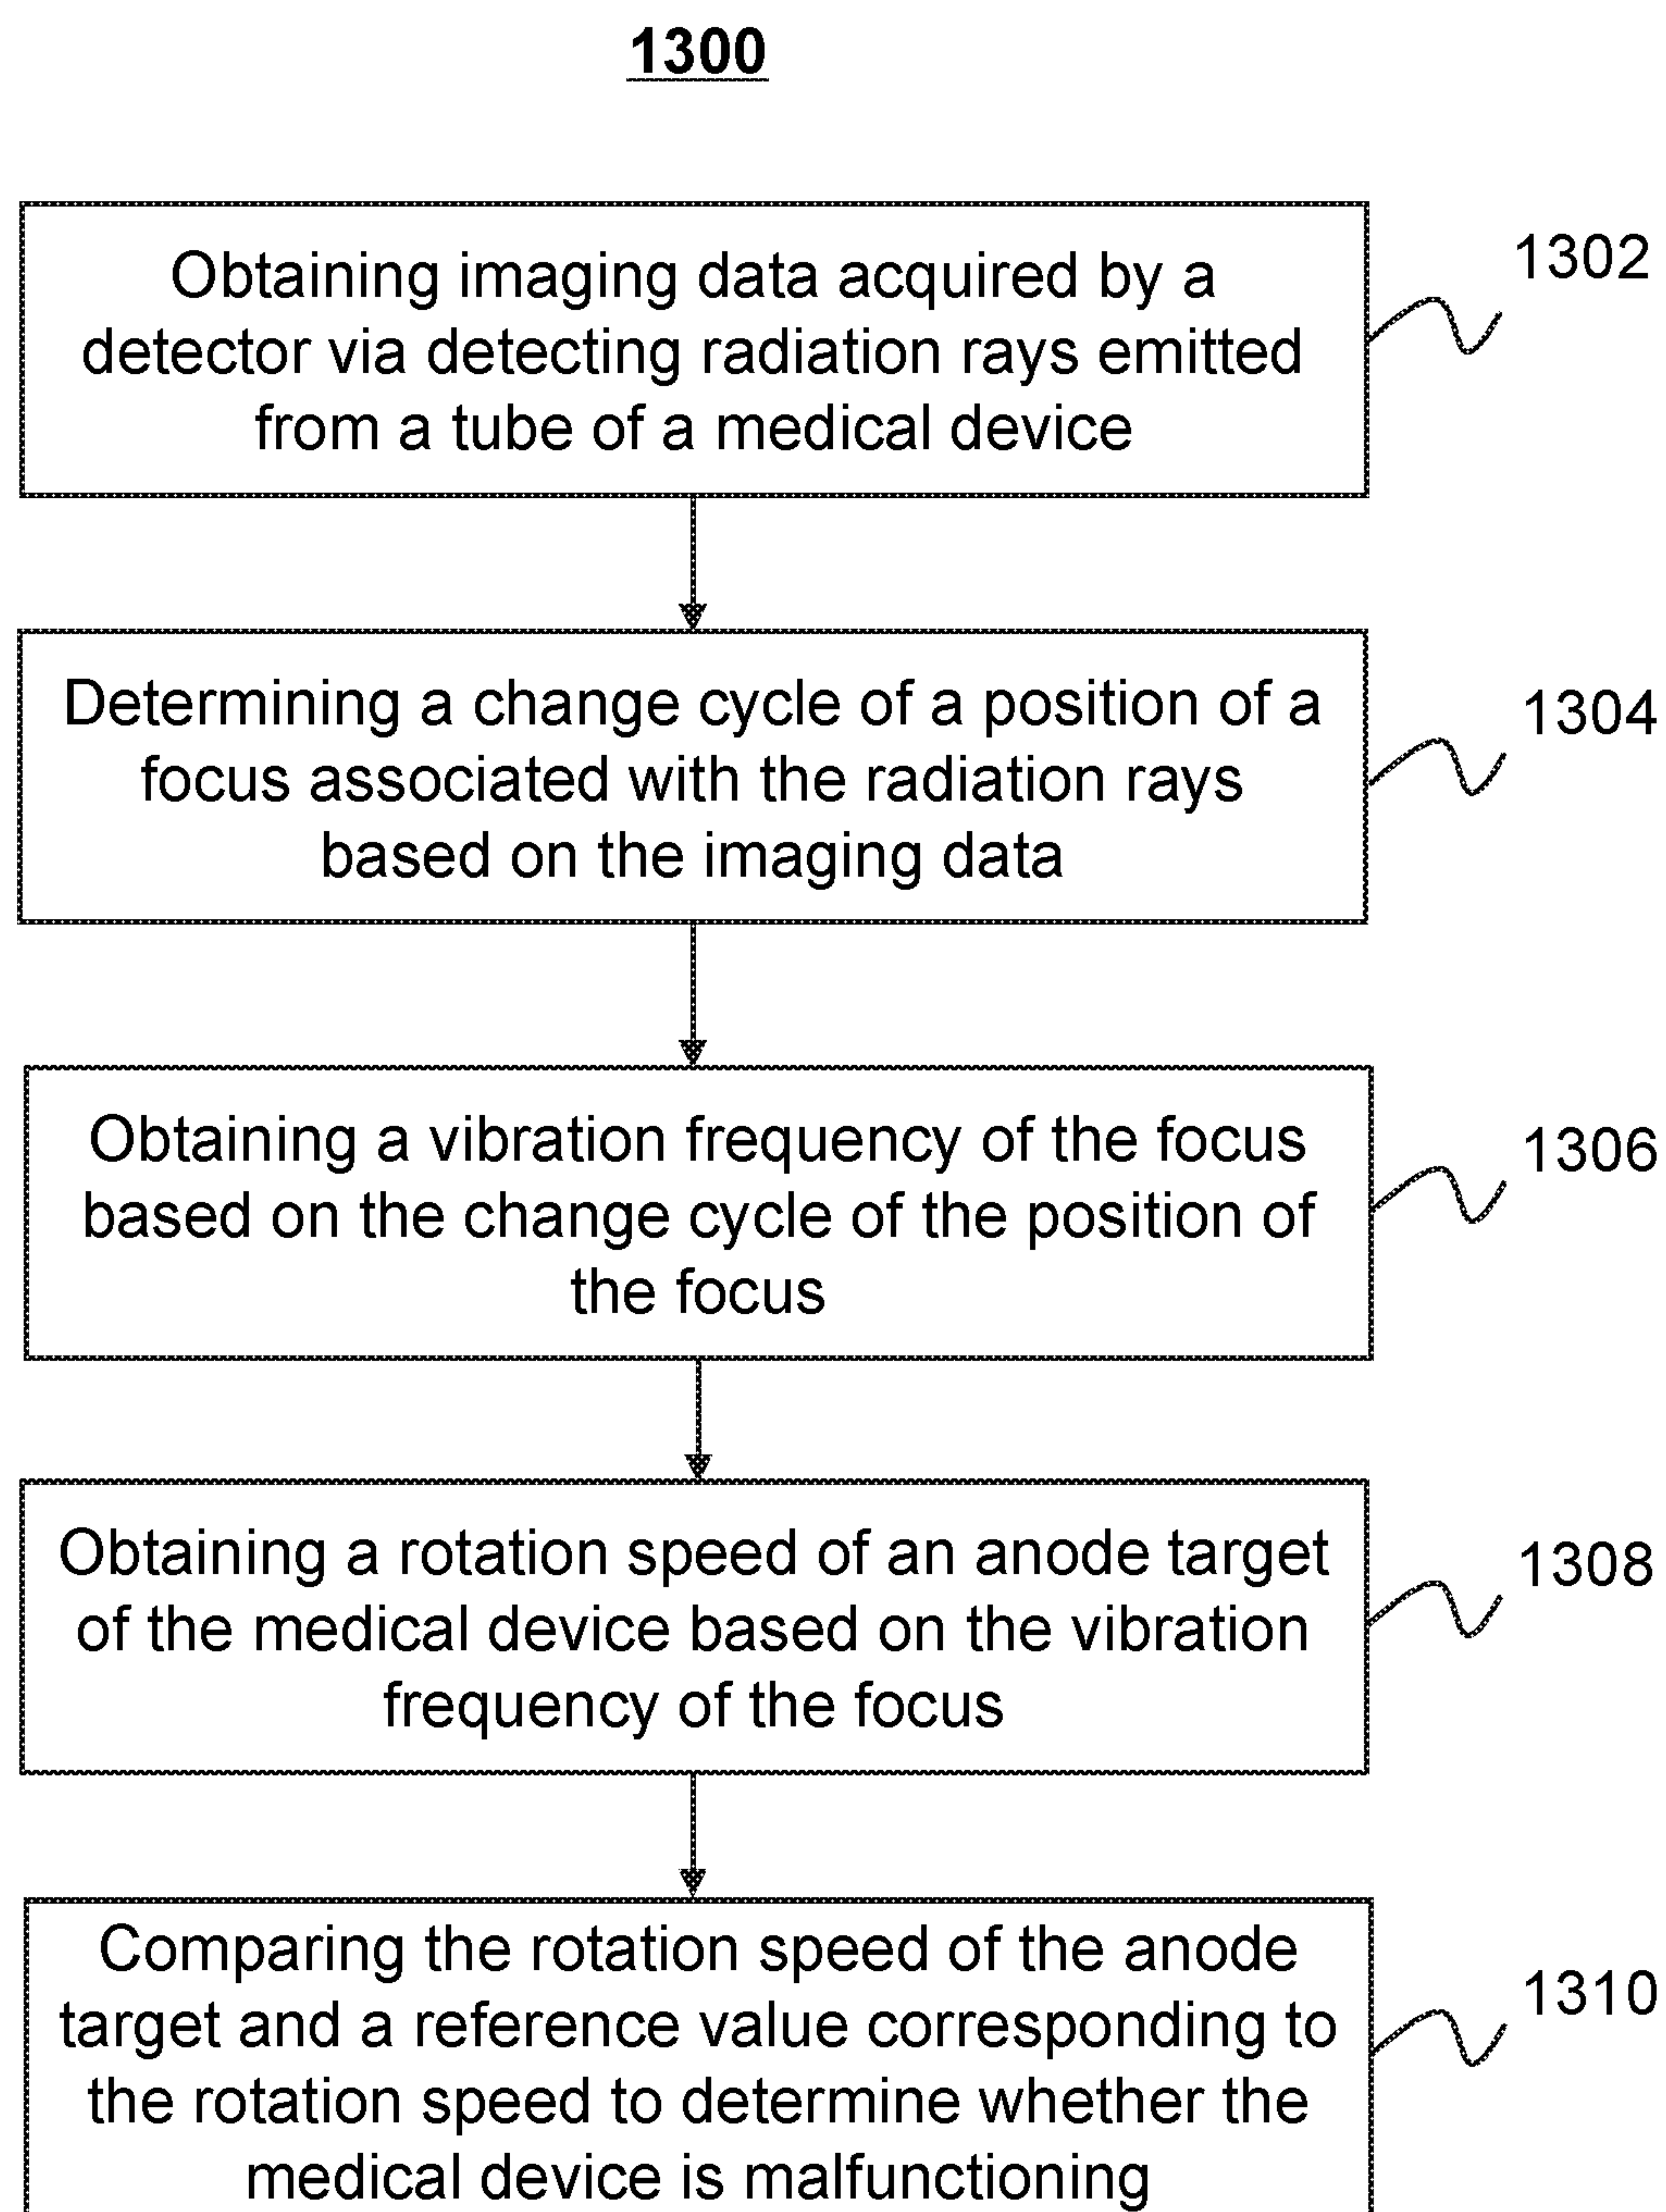 1300
Obtaining imaging data acquired by a
detector via detecting radiation rays emitted
from a tube of a medical device
1302
Determining a change cycle of a position of a
focus associated with the radiation rays
based on the imaging data
1304
Obtaining a vibration frequency of the focus
based on the change cycle of the position of
the focus
1306
Obtaining a rotation speed of an anode target
of the medical device based on the vibration
frequency of the focus
1308
Comparing the rotation speed of the anode
target and a reference value corresponding to
the rotation speed to determine whether the
medical device is malfunctioning
1310